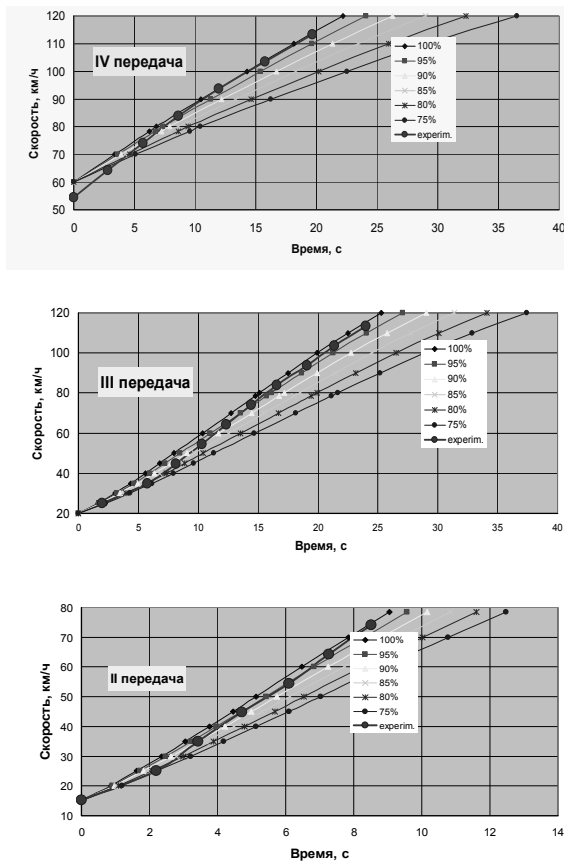 120
110
100
90
80
70
60
50
Скорость, км/ч
IV передача
100%
95%
90%
85%
80%
75%
experim.
0 5 10 15 20 25 30 35 40
Время, с
120
100
80
60
40
20
Скорость, км/ч
III передача
100%
95%
90%
85%
80%
75%
experim.
0 5 10 15 20 25 30 35 40
Время, с
80
70
60
50
40
30
20
10
Скорость, км/ч
II передача
100%
95%
90%
85%
80%
75%
experim.
0 2 4 6 8 10 12 14
Время, с